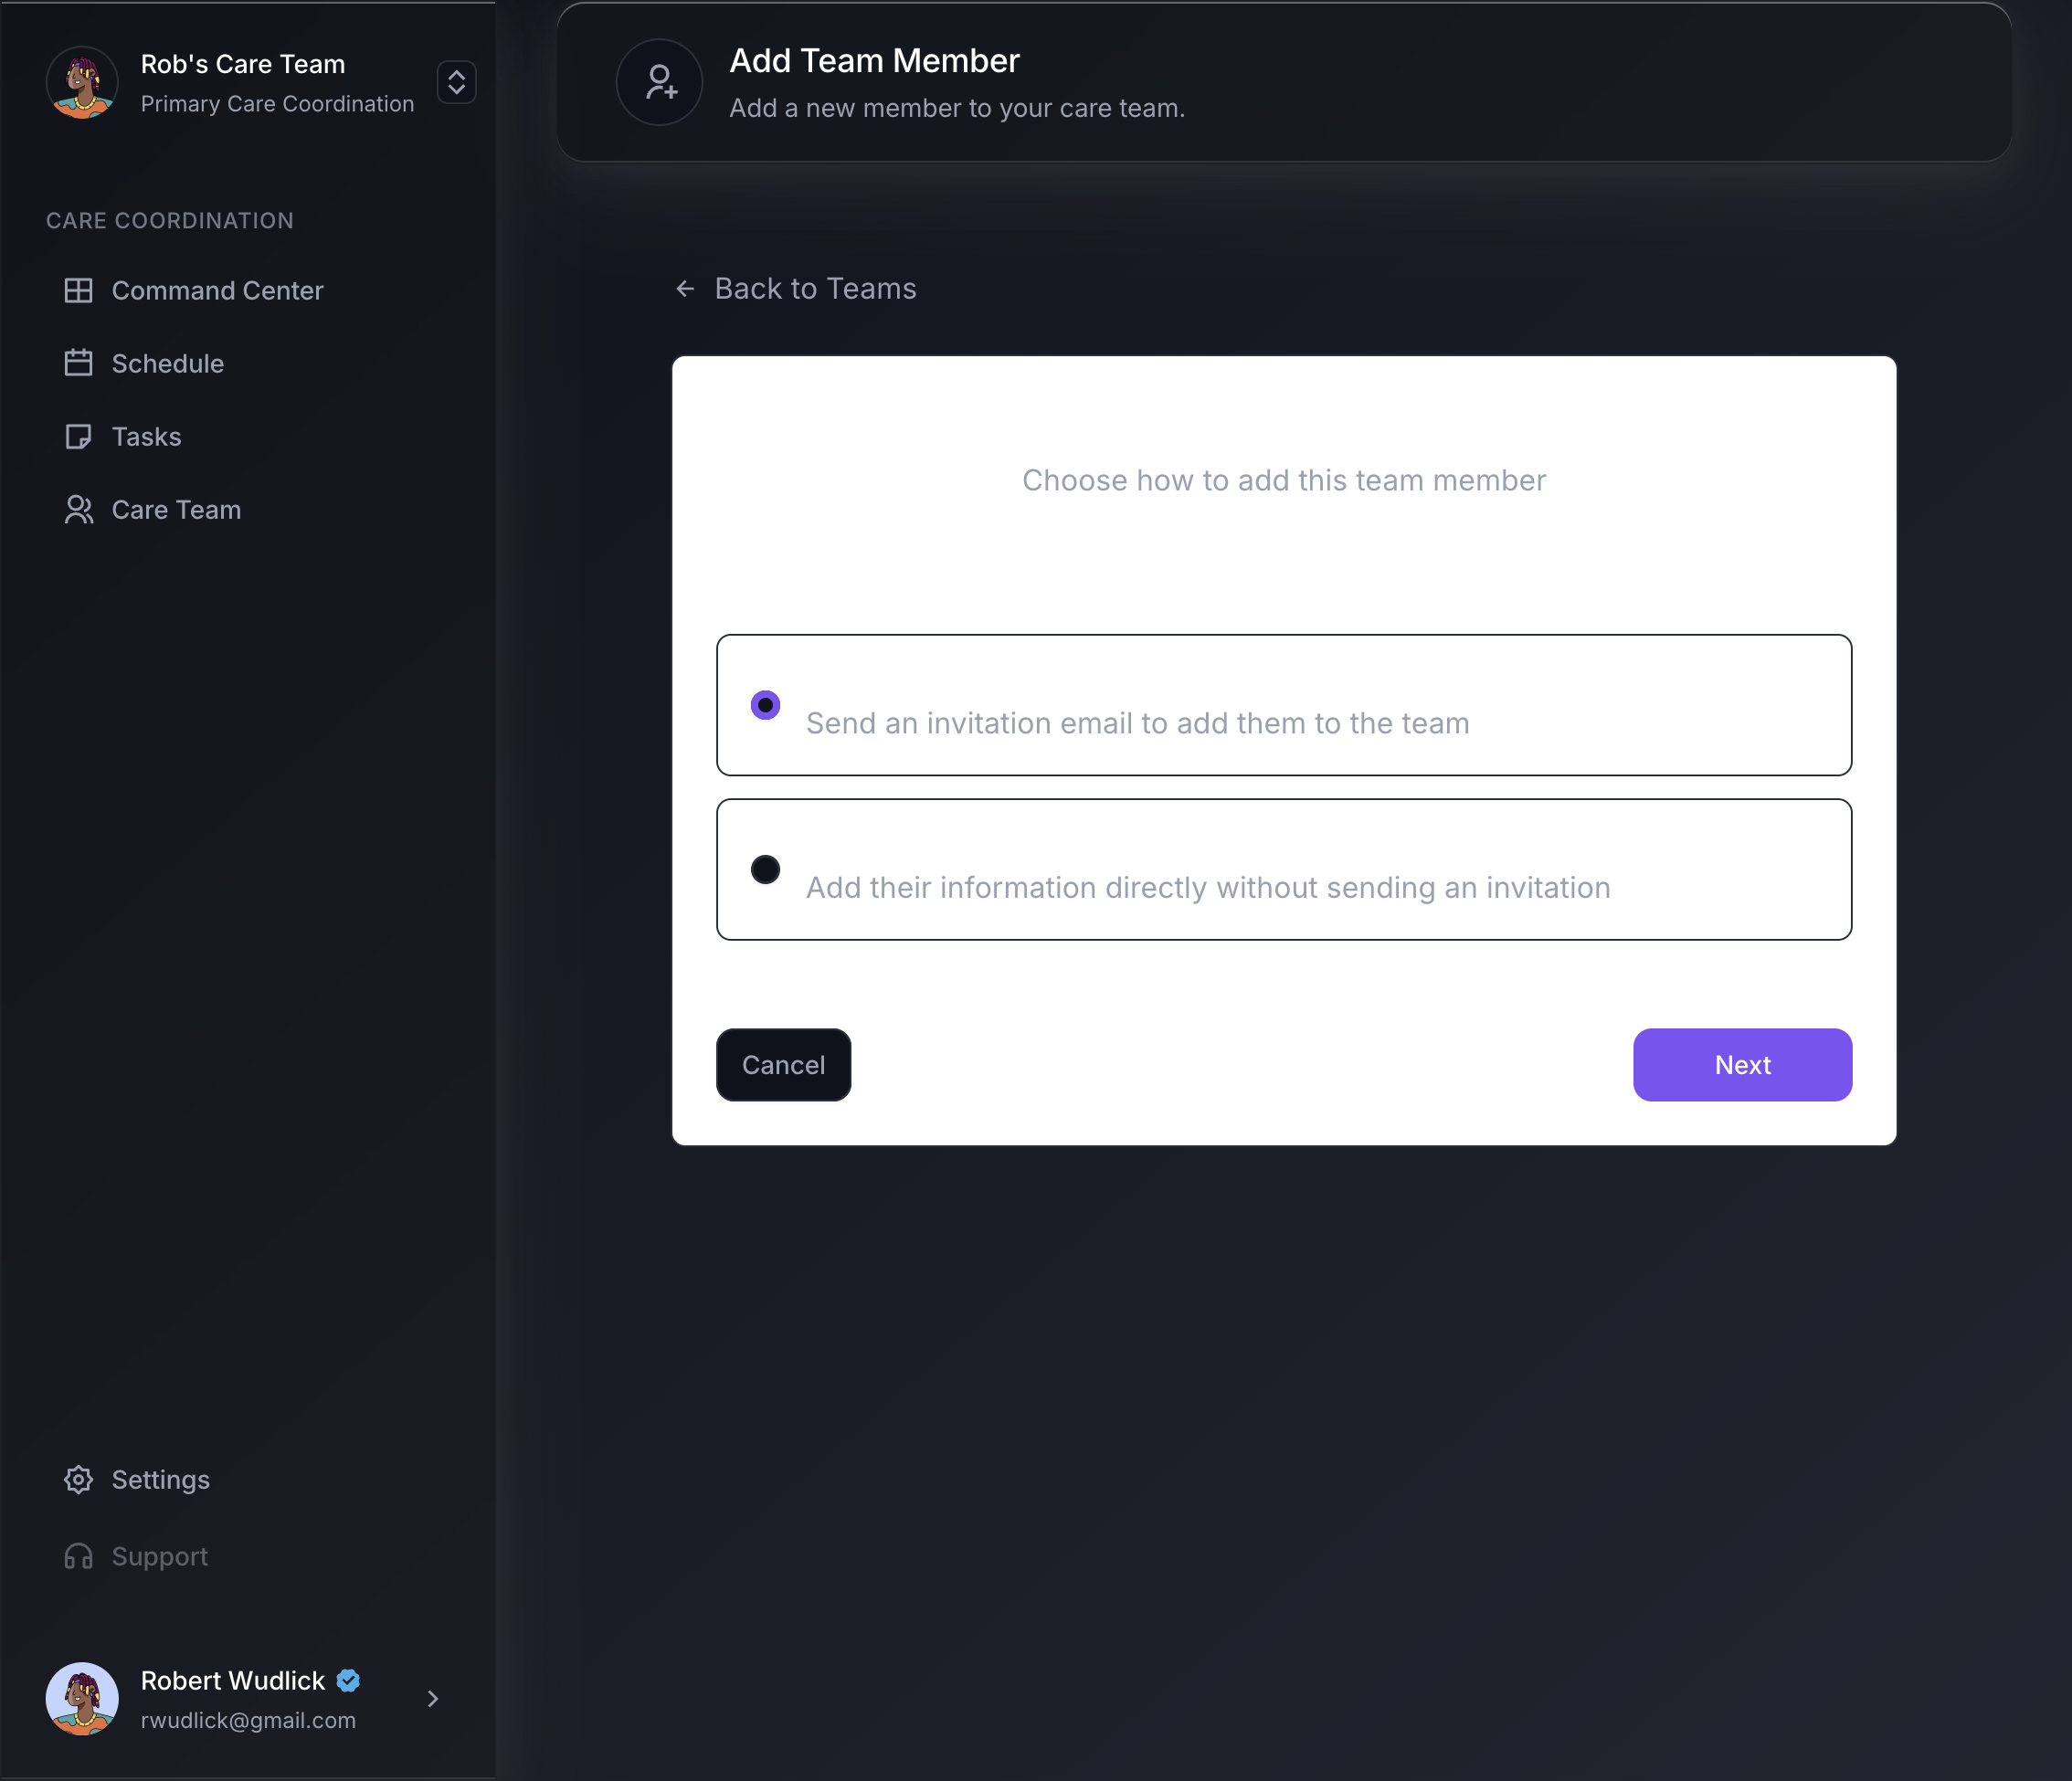 Rob's Care Team
Primary Care Coordination
CARE COORDINATION
Command Center
Schedule
Tasks
Care Team
Settings
Support
Robert Wudlick
rwudlick@gmail.com
Add Team Member
Add a new member to your care team.
Back to Teams
Choose how to add this team member
Send an invitation email to add them to the team
Add their information directly without sending an invitation
Cancel
Next